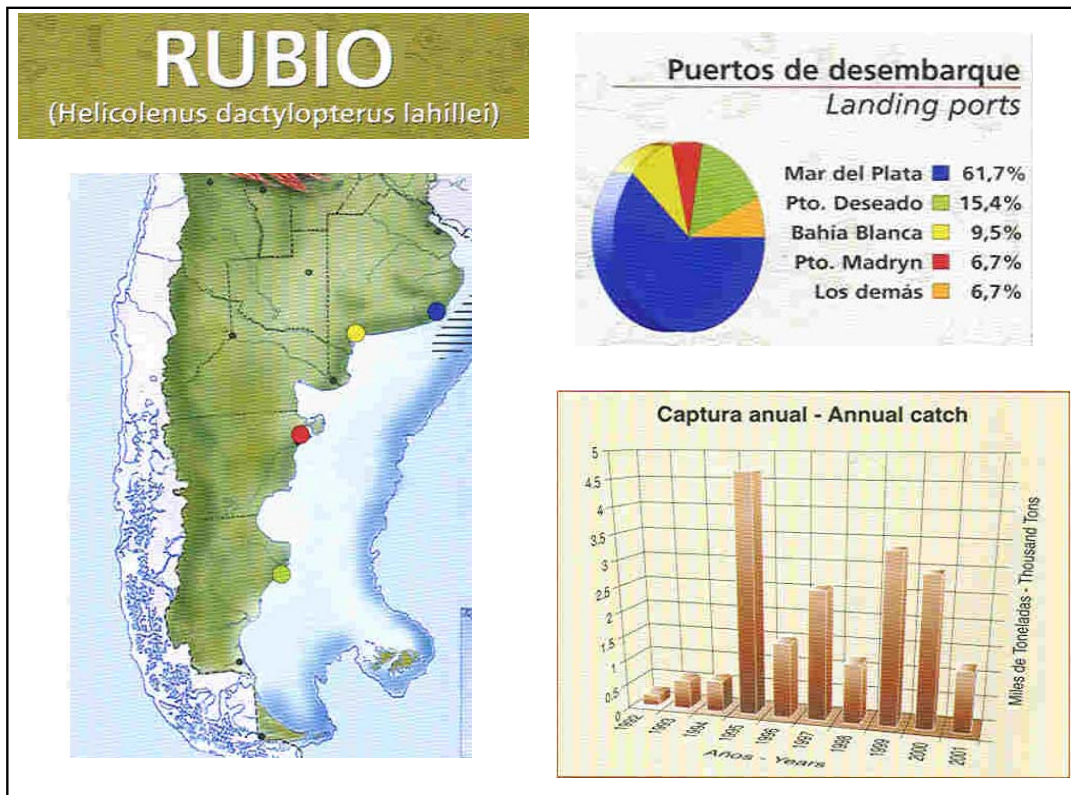 RUBIO
(Helicolenus dactylopterus lahillei)
Puertos de desembarque
Landing ports
Mar del Plata 61,7%
Pto. Deseado 15,4%
Bahía Blanca 9,5%
Pto. Madryn 6,7%
Los demás 6,7%
Captura anual - Annual catch
5
4.5
4
3.5
3
2.5
2
1.5
1
0.5
0
1992
1993
1994
1995
1996
1997
1998
1999
2000
2001
Años - Years
Miles de Toneladas - Thousand Tons